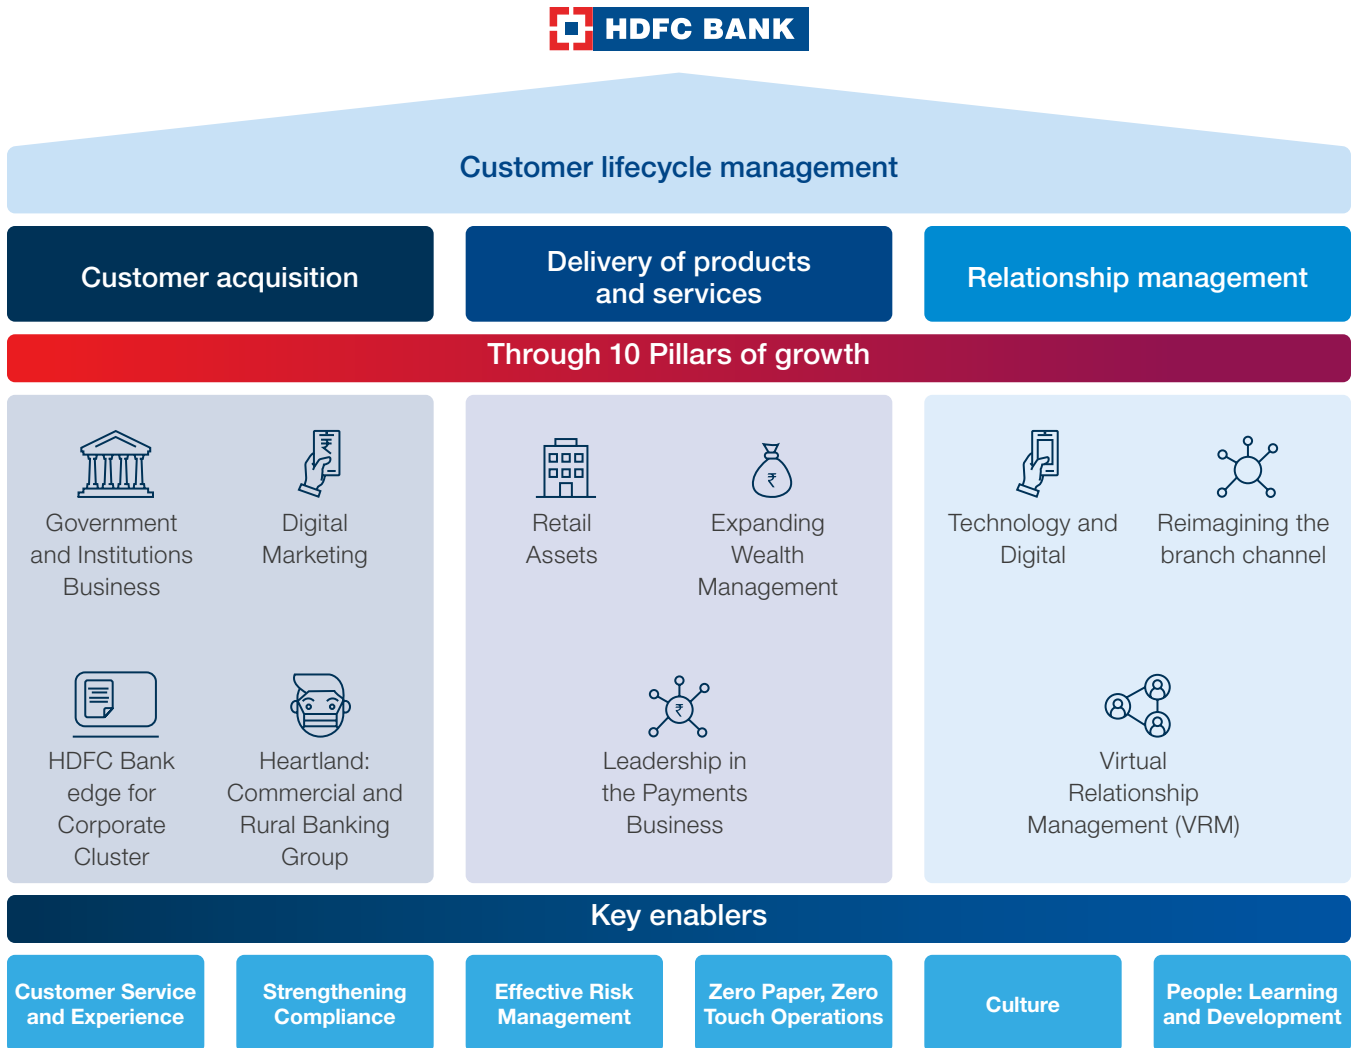 HDFC BANK
Customer lifecycle management
Customer acquisition
Delivery of products
and services
Relationship management
Through 10 Pillars of growth
Government
and Institutions
Business
Digital
Marketing
HDFC Bank
edge for
Corporate
Cluster
Heartland:
Commercial and
Rural Banking
Group
₹
Retail
Assets
₹
Expanding
Wealth
Management
₹
Leadership in
the Payments
Business
Technology and
Digital
Reimagining the
branch channel
Virtual
Relationship
Management (VRM)
Key enablers
Customer Service
and Experience
Strengthening
Compliance
Effective Risk
Management
Zero Paper, Zero
Touch Operations
Culture
People: Learning
and Development